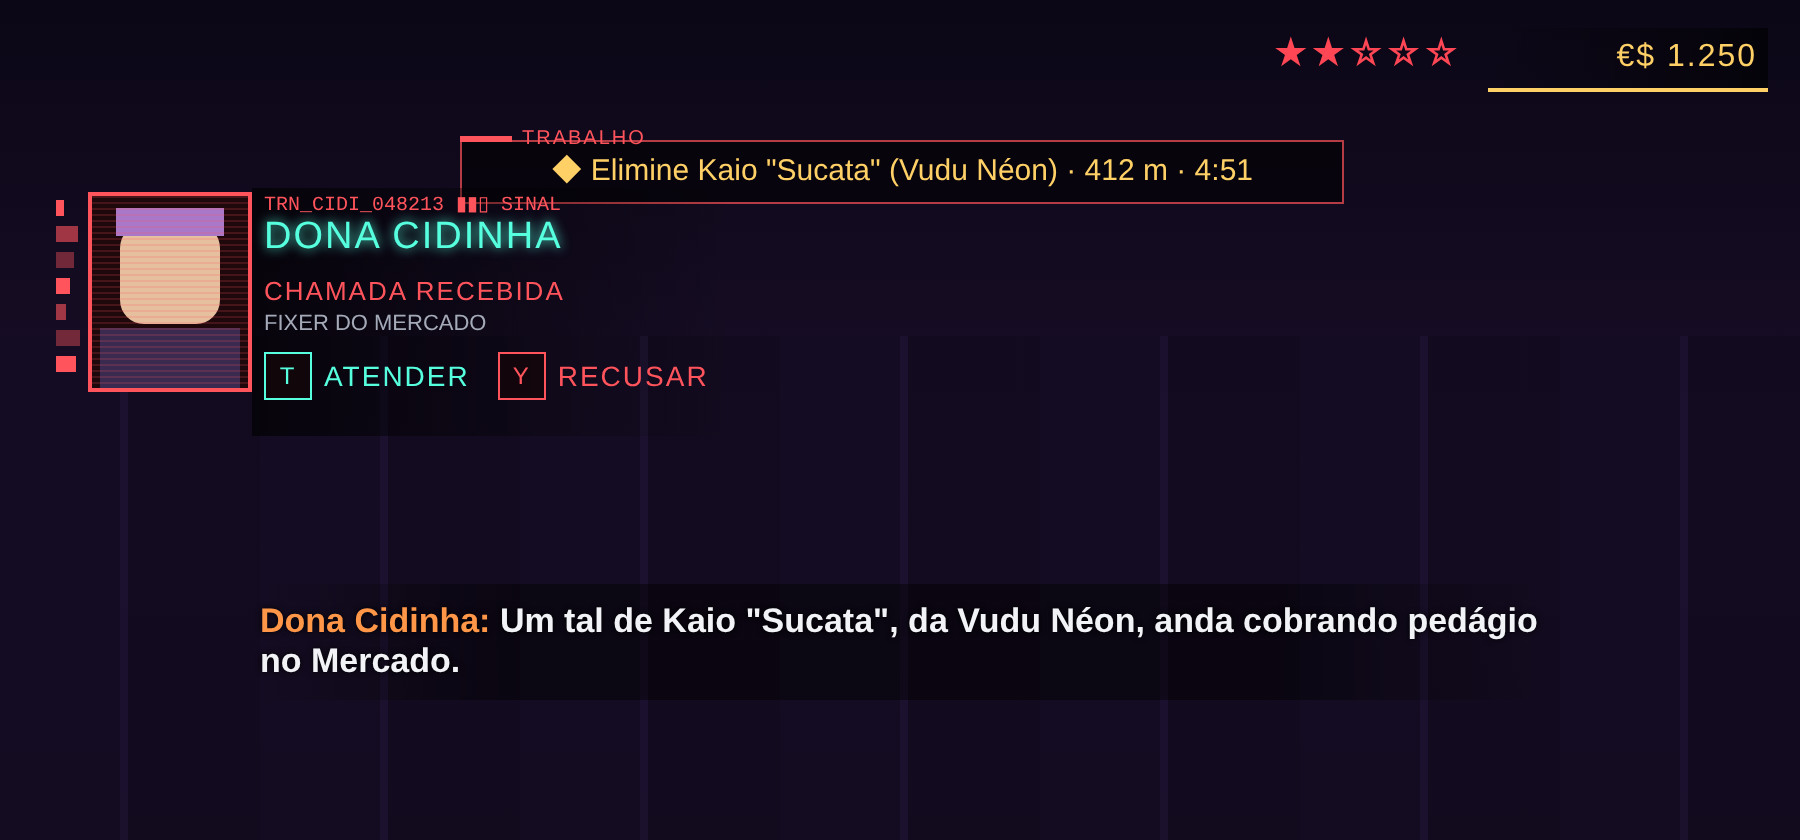 ★★☆☆☆
€$ 1.250
TRABALHO
◆ Elimine Kaio "Sucata" (Vudu Néon) · 412 m · 4:51
TRN_CIDI_048213 ▮▮▯ SINAL
DONA CIDINHA
CHAMADA RECEBIDA
FIXER DO MERCADO
T ATENDER Y RECUSAR
Dona Cidinha: Um tal de Kaio "Sucata", da Vudu Néon, anda cobrando pedágio
no Mercado.